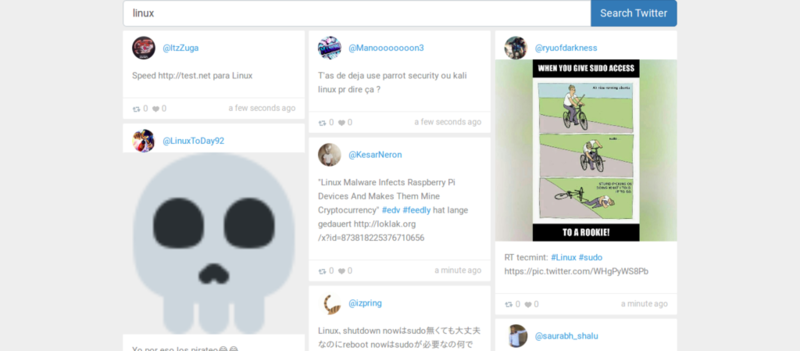 linux
Search Twitter
@ItzZuga
Speed http://test.net para Linux
0 0 a few seconds ago
@LinuxToDay92
Yo por eso los pirateo😂😂
@Manooooooooon3
T'as de deja use parrot security ou kali
linux pr dire ça ?
0 0 a few seconds ago
@KesarNeron
"Linux Malware Infects Raspberry Pi
Devices And Makes Them Mine
Cryptocurrency" #edv #feedly hat lange
gedauert http://loklak.org
/x?id=873818225376710656
0 0 a minute ago
@izpring
Linux, shutdown nowはsudo無くても大丈夫
なのにreboot nowはsudoが必要なの何で
@ryuofdarkness
WHEN YOU GIVE SUDO ACCESS
TO A ROOKIE!
RT tecmint: #Linux #sudo
https://pic.twitter.com/WHgPyWS8Pb
0 0 a minute ago
@saurabh_shalu